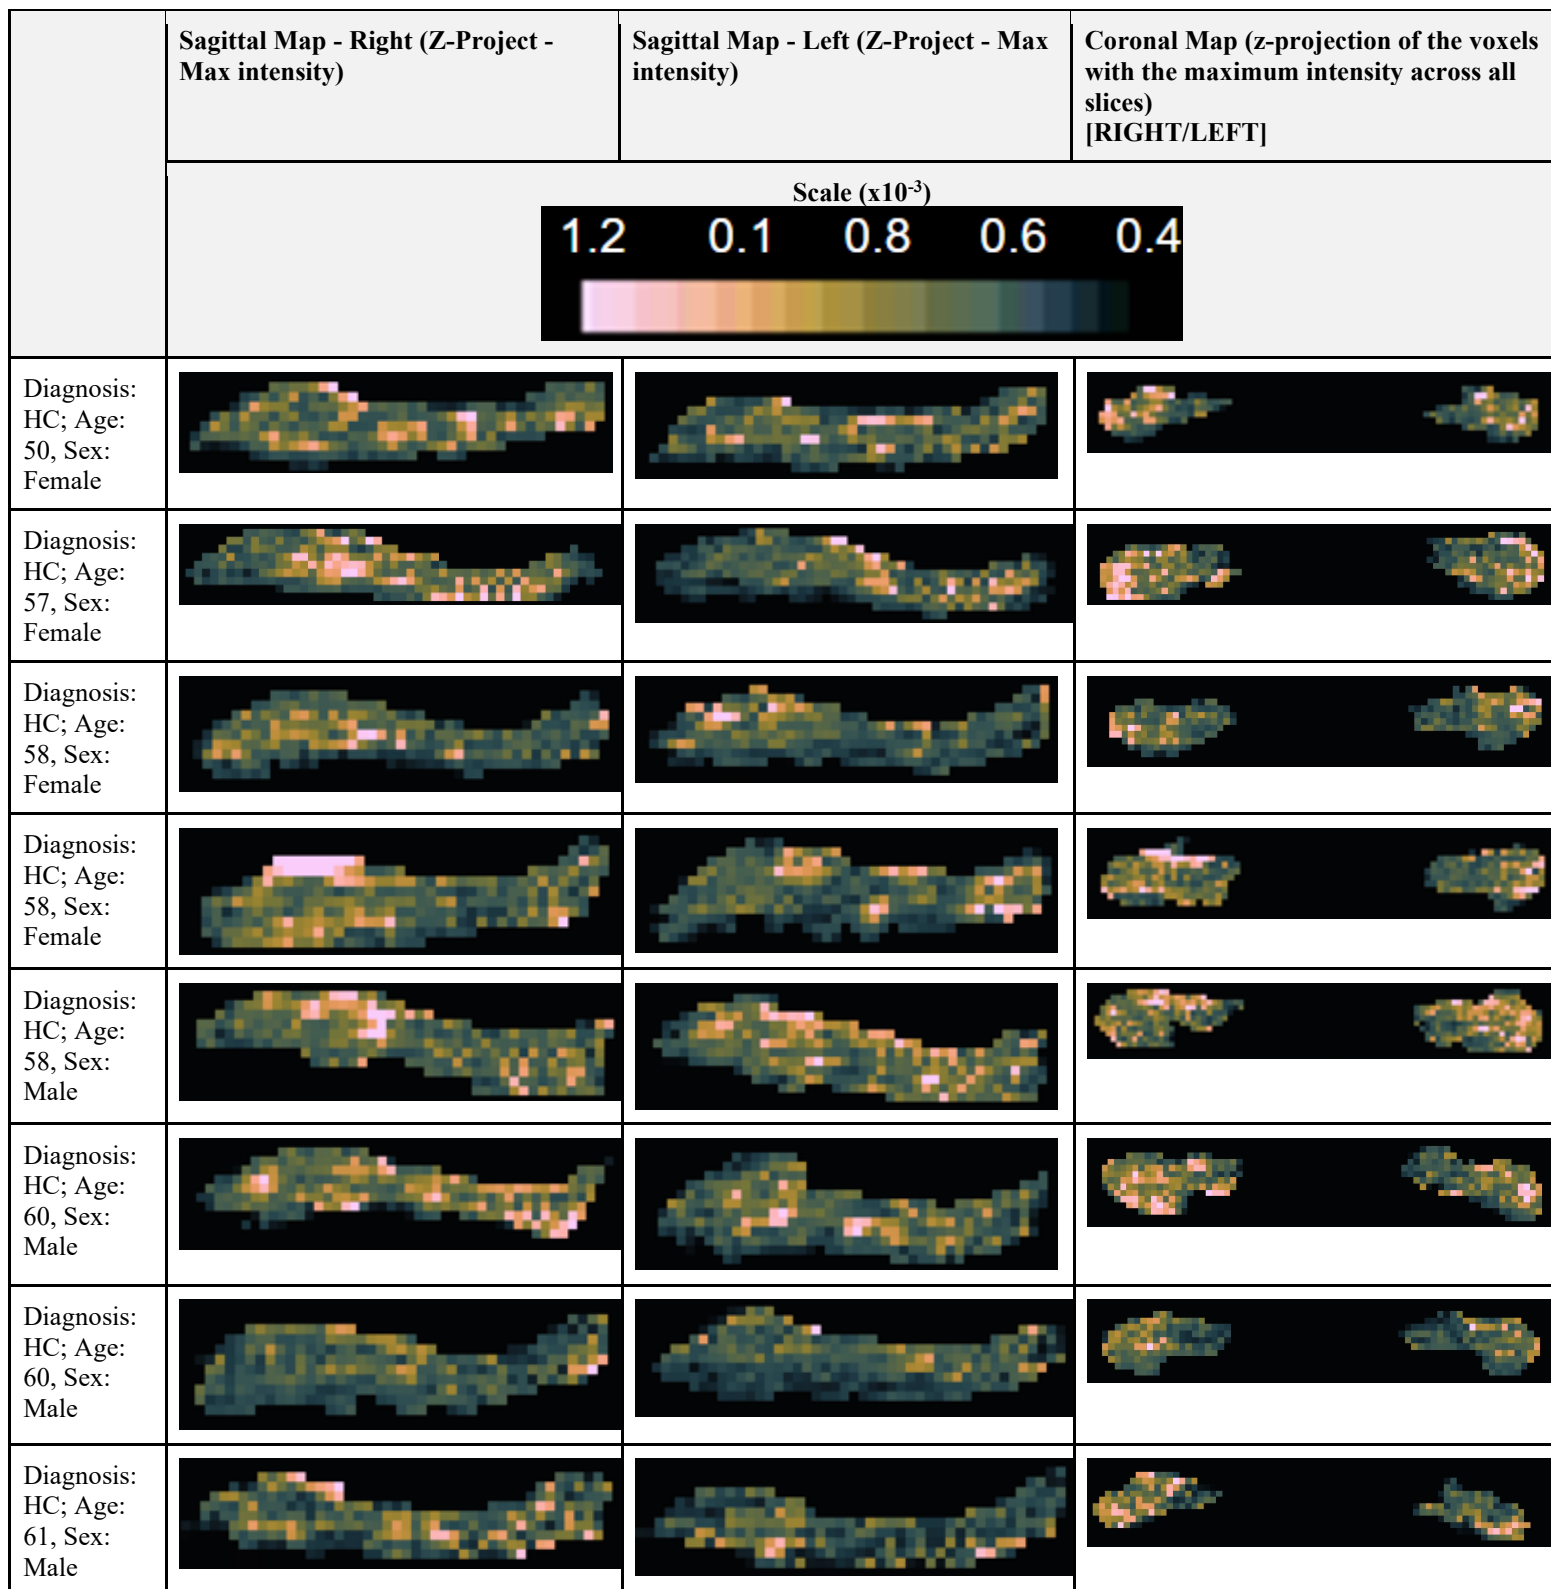 Sagittal Map - Right (Z-Project -
Max intensity)
Sagittal Map - Left (Z-Project - Max
intensity)
Coronal Map (z-projection of the voxels
with the maximum intensity across all
slices)
[RIGHT/LEFT]
Scale (x10⁻³)
1.2 0.1 0.8 0.6 0.4
Diagnosis:
HC; Age:
50, Sex:
Female
Diagnosis:
HC; Age:
57, Sex:
Female
Diagnosis:
HC; Age:
58, Sex:
Female
Diagnosis:
HC; Age:
58, Sex:
Female
Diagnosis:
HC; Age:
58, Sex:
Male
Diagnosis:
HC; Age:
60, Sex:
Male
Diagnosis:
HC; Age:
60, Sex:
Male
Diagnosis:
HC; Age:
61, Sex:
Male